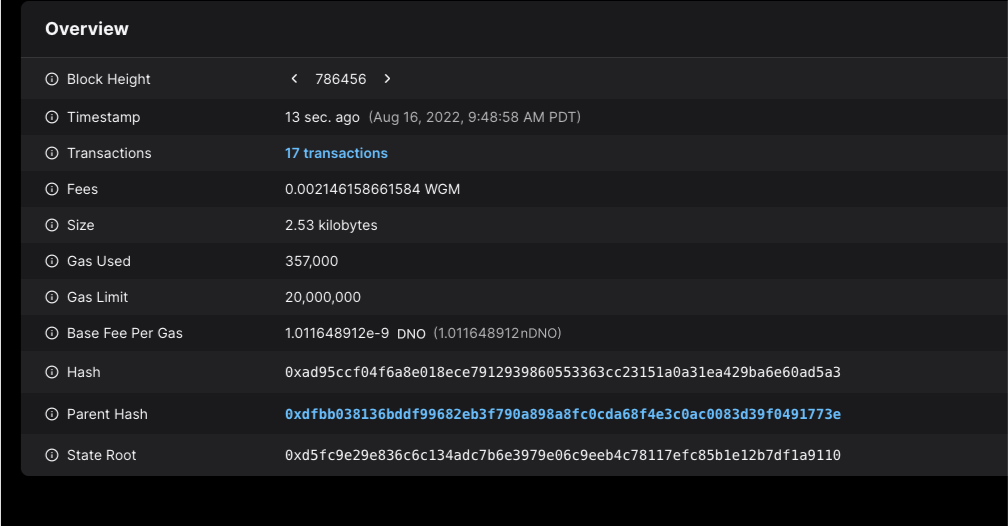 Overview
Block Height < 786456 >
Timestamp 13 sec. ago (Aug 16, 2022, 9:48:58 AM PDT)
Transactions 17 transactions
Fees 0.002146158661584 WGM
Size 2.53 kilobytes
Gas Used 357,000
Gas Limit 20,000,000
Base Fee Per Gas 1.011648912e-9 DNO (1.011648912nDNO)
Hash 0xad95ccf04f6a8e018ece7912939860553363cc23151a0a31ea429ba6e60ad5a3
Parent Hash 0xdfbb038136bddf99682eb3f790a898a8fc0cda68f4e3c0ac0083d39f0491773e
State Root 0xd5fc9e29e836c6c134adc7b6e3979e06c9eeb4c78117efc85b1e12b7df1a9110